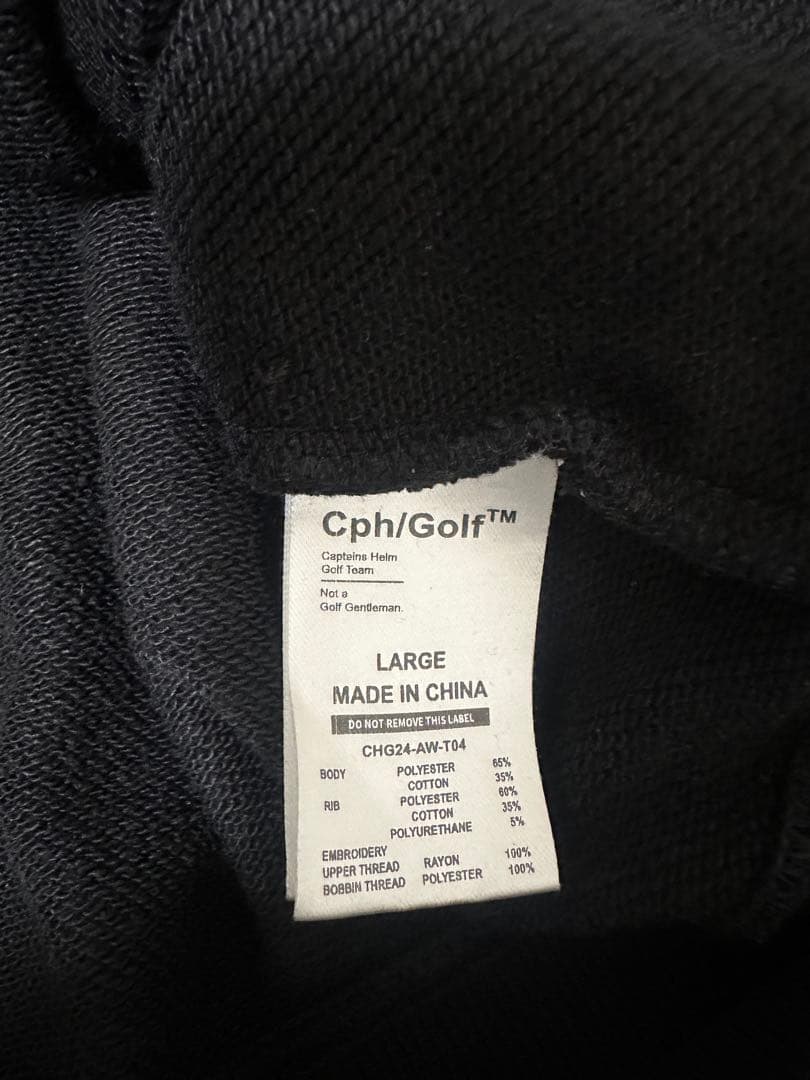 Cph/Golf™
Capteins Helm
Golf Team
Not a
Golf Gentleman.
LARGE
MADE IN CHINA
DO NOT REMOVE THIS LABEL
CHG24-AW-T04
BODY POLYESTER 65%
COTTON 35%
RIB POLYESTER 60%
COTTON 35%
POLYURETHANE 5%
EMBROIDERY
UPPER THREAD RAYON 100%
BOBBIN THREAD POLYESTER 100%